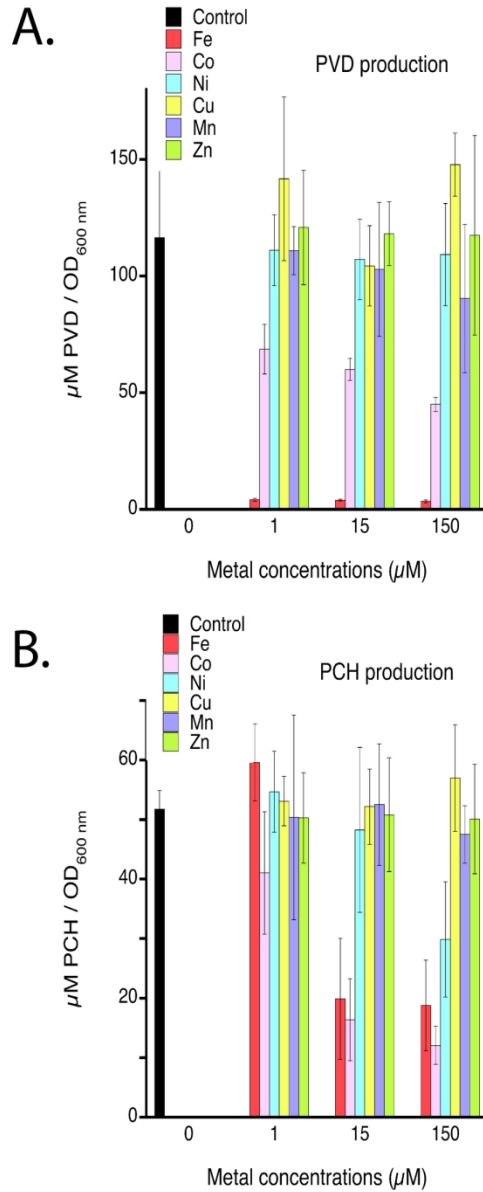 A.
Control
Fe
Co
Ni
Cu
Mn
Zn
PVD production
150
100
50
0
µM PVD / OD600 nm
0 1 15 150
Metal concentrations (µM)
B.
Control
Fe
Co
Ni
Cu
Mn
Zn
PCH production
60
40
20
0
µM PCH / OD600 nm
0 1 15 150
Metal concentrations (µM)